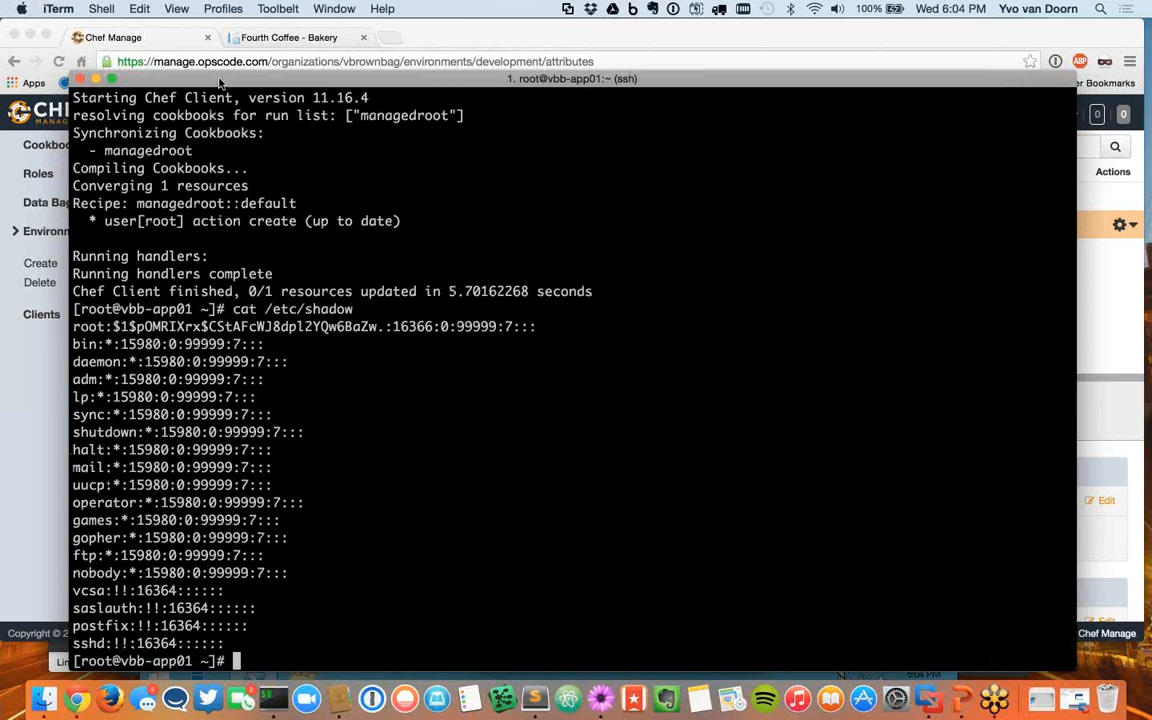 iTerm Shell Edit View Profiles Toolbelt Window Help 100% Wed 6:04 PM Yvo van Doorn
Chef Manage × Fourth Coffee - Bakery ×
https://manage.opscode.com/organizations/vbrownbag/environments/development/attributes
Apps Bookmarks
1. root@vbb-app01:~ (ssh)
Starting Chef Client, version 11.16.4
resolving cookbooks for run list: ["managedroot"]
Synchronizing Cookbooks:
- managedroot
Compiling Cookbooks...
Converging 1 resources
Recipe: managedroot::default
* user[root] action create (up to date)
Running handlers:
Running handlers complete
Chef Client finished, 0/1 resources updated in 5.70162268 seconds
[root@vbb-app01 ~]# cat /etc/shadow
root:$1$pOMRIXrx$CStAFcWJ8dpl2YQw6BaZw.:16366:0:99999:7:::
bin:*:15980:0:99999:7:::
daemon:*:15980:0:99999:7:::
adm:*:15980:0:99999:7:::
lp:*:15980:0:99999:7:::
sync:*:15980:0:99999:7:::
shutdown:*:15980:0:99999:7:::
halt:*:15980:0:99999:7:::
mail:*:15980:0:99999:7:::
uucp:*:15980:0:99999:7:::
operator:*:15980:0:99999:7:::
games:*:15980:0:99999:7:::
gopher:*:15980:0:99999:7:::
ftp:*:15980:0:99999:7:::
nobody:*:15980:0:99999:7:::
vcsa:!!:16364::::::
saslauth:!!:16364::::::
postfix:!!:16364::::::
sshd:!!:16364::::::
[root@vbb-app01 ~]#
Roles
Create
Delete
Clients
0 0
Actions
Edit
Chef Manage
6:04 PM